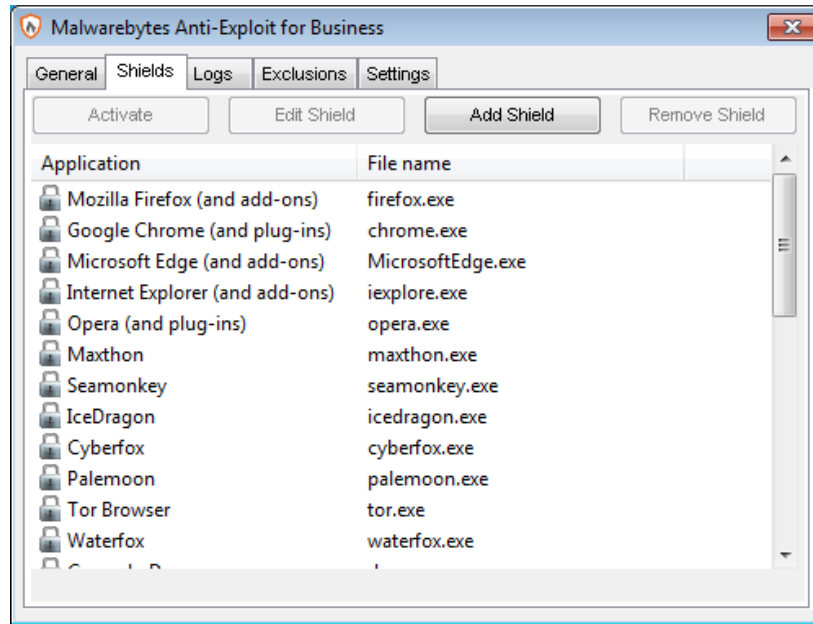 Malwarebytes Anti-Exploit for Business
General Shields Logs Exclusions Settings
Activate Edit Shield Add Shield Remove Shield
Application File name
Mozilla Firefox (and add-ons) firefox.exe
Google Chrome (and plug-ins) chrome.exe
Microsoft Edge (and add-ons) MicrosoftEdge.exe
Internet Explorer (and add-ons) iexplore.exe
Opera (and plug-ins) opera.exe
Maxthon maxthon.exe
Seamonkey seamonkey.exe
IceDragon icedragon.exe
Cyberfox cyberfox.exe
Palemoon palemoon.exe
Tor Browser tor.exe
Waterfox waterfox.exe